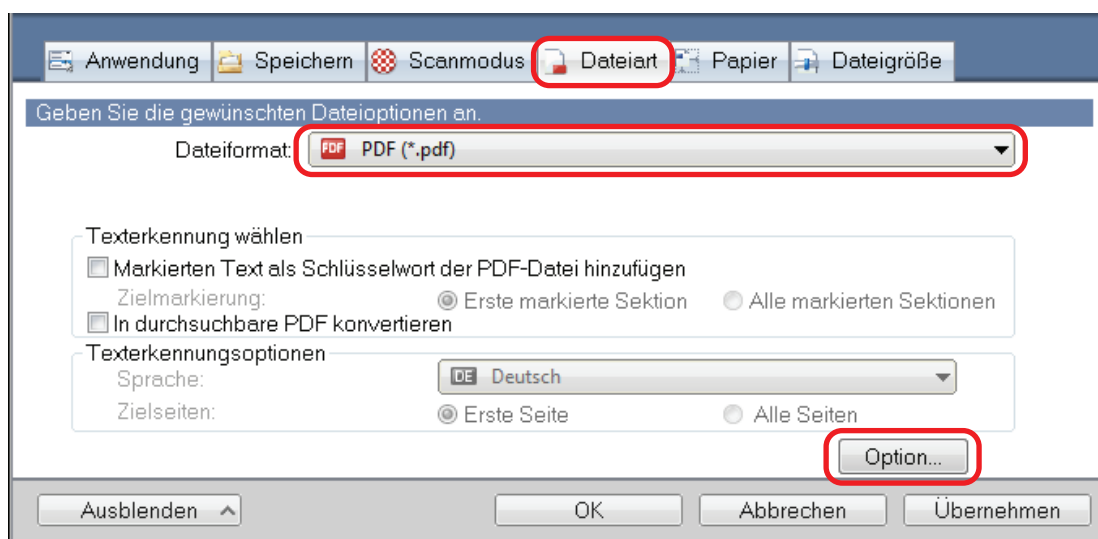 Anwendung Speichern Scanmodus Dateiart Papier Dateigröße
Geben Sie die gewünschten Dateioptionen an.
Dateiformat: PDF PDF (*.pdf)
Texterkennung wählen
Markierten Text als Schlüsselwort der PDF-Datei hinzufügen
Zielmarkierung: Erste markierte Sektion Alle markierten Sektionen
In durchsuchbare PDF konvertieren
Texterkennungsoptionen
Sprache: DE Deutsch
Zielseiten: Erste Seite Alle Seiten
Option...
Ausblenden OK Abbrechen Übernehmen